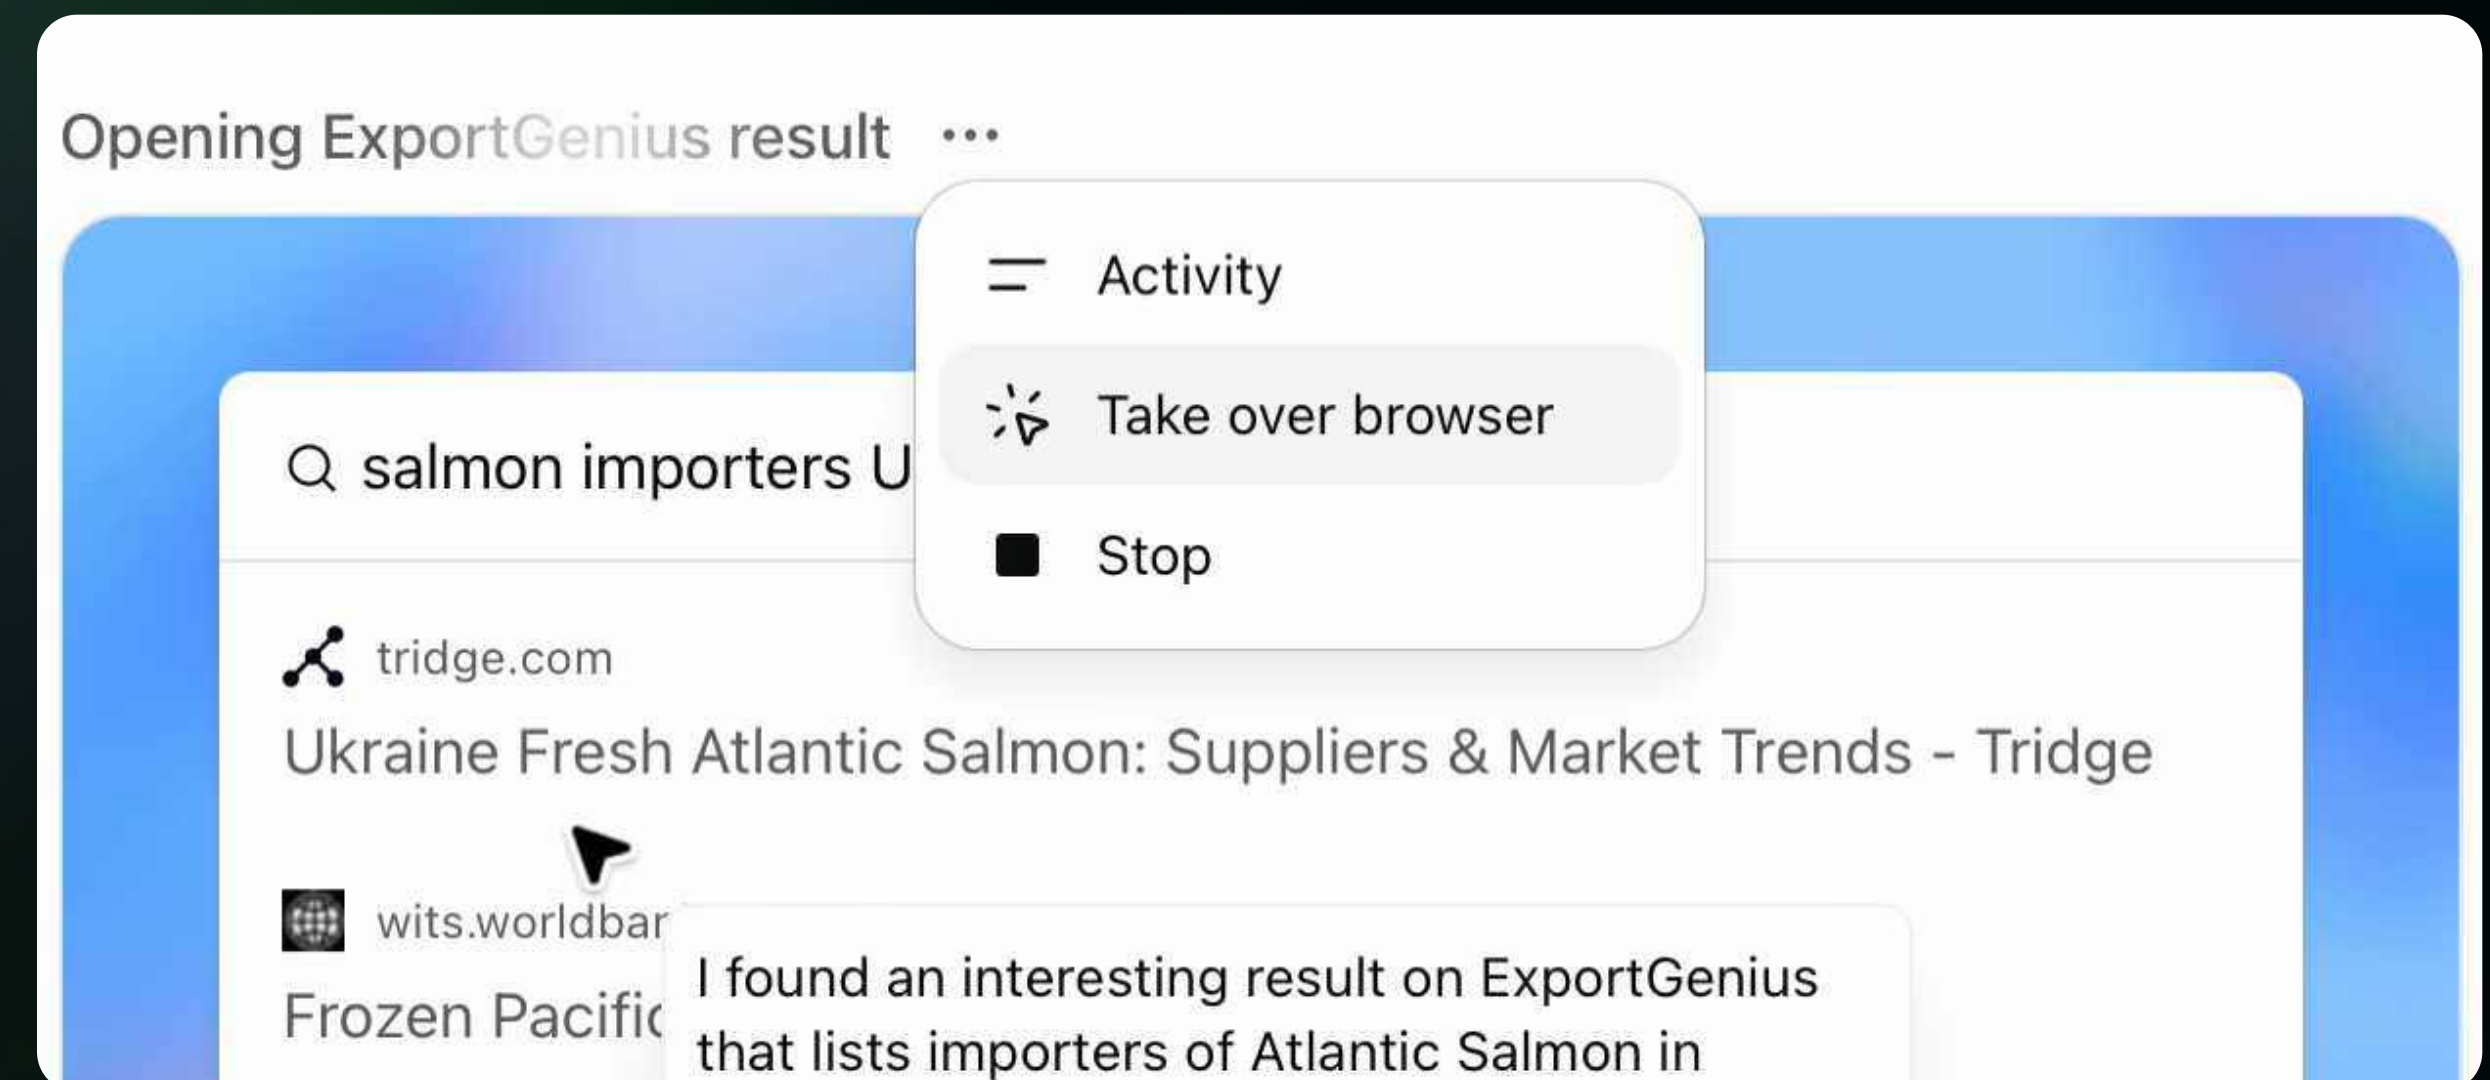 Opening ExportGenius result
Activity
Take over browser
Stop
salmon importers U
tridge.com
Ukraine Fresh Atlantic Salmon: Suppliers & Market Trends - Tridge
wits.worldban
Frozen Pacific
I found an interesting result on ExportGenius
that lists importers of Atlantic Salmon in